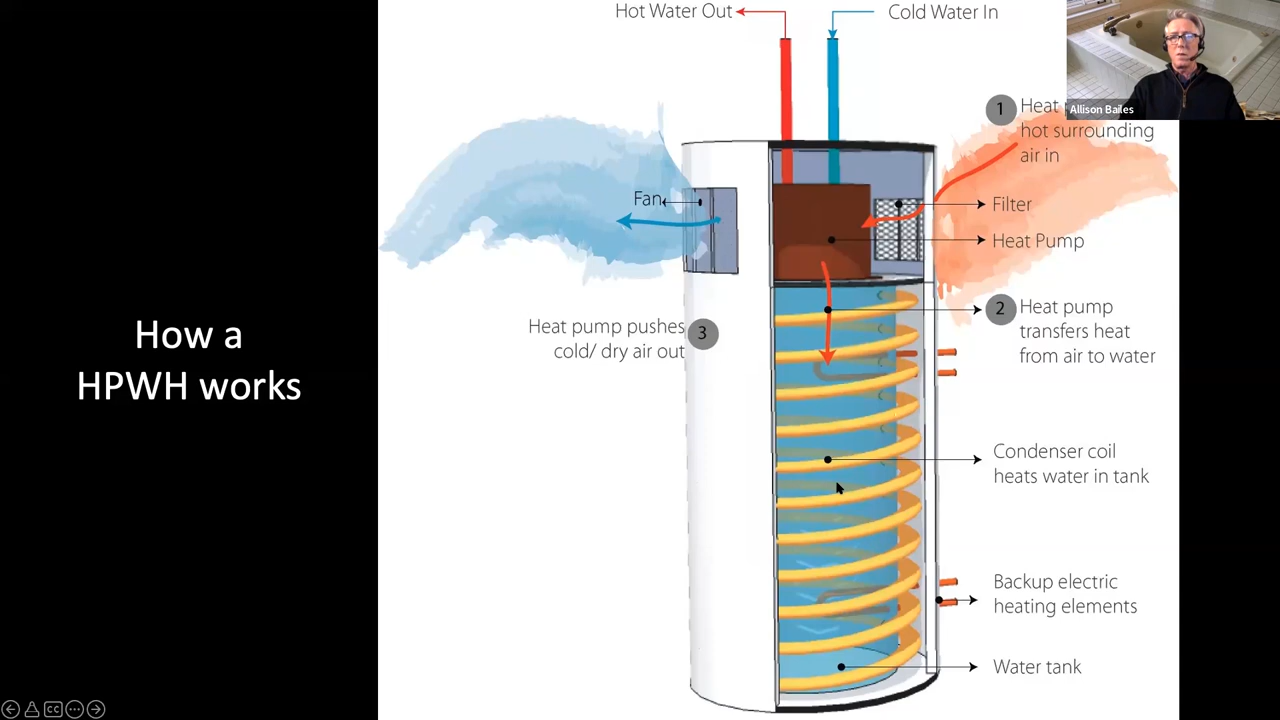 How a
HPWH works
Hot Water Out
Cold Water In
Allison Bailes
1
Heat
hot surrounding
air in
Fan
Filter
Heat Pump
2
Heat pump
transfers heat
from air to water
3
Heat pump pushes
cold/ dry air out
Condenser coil
heats water in tank
Backup electric
heating elements
Water tank
CC